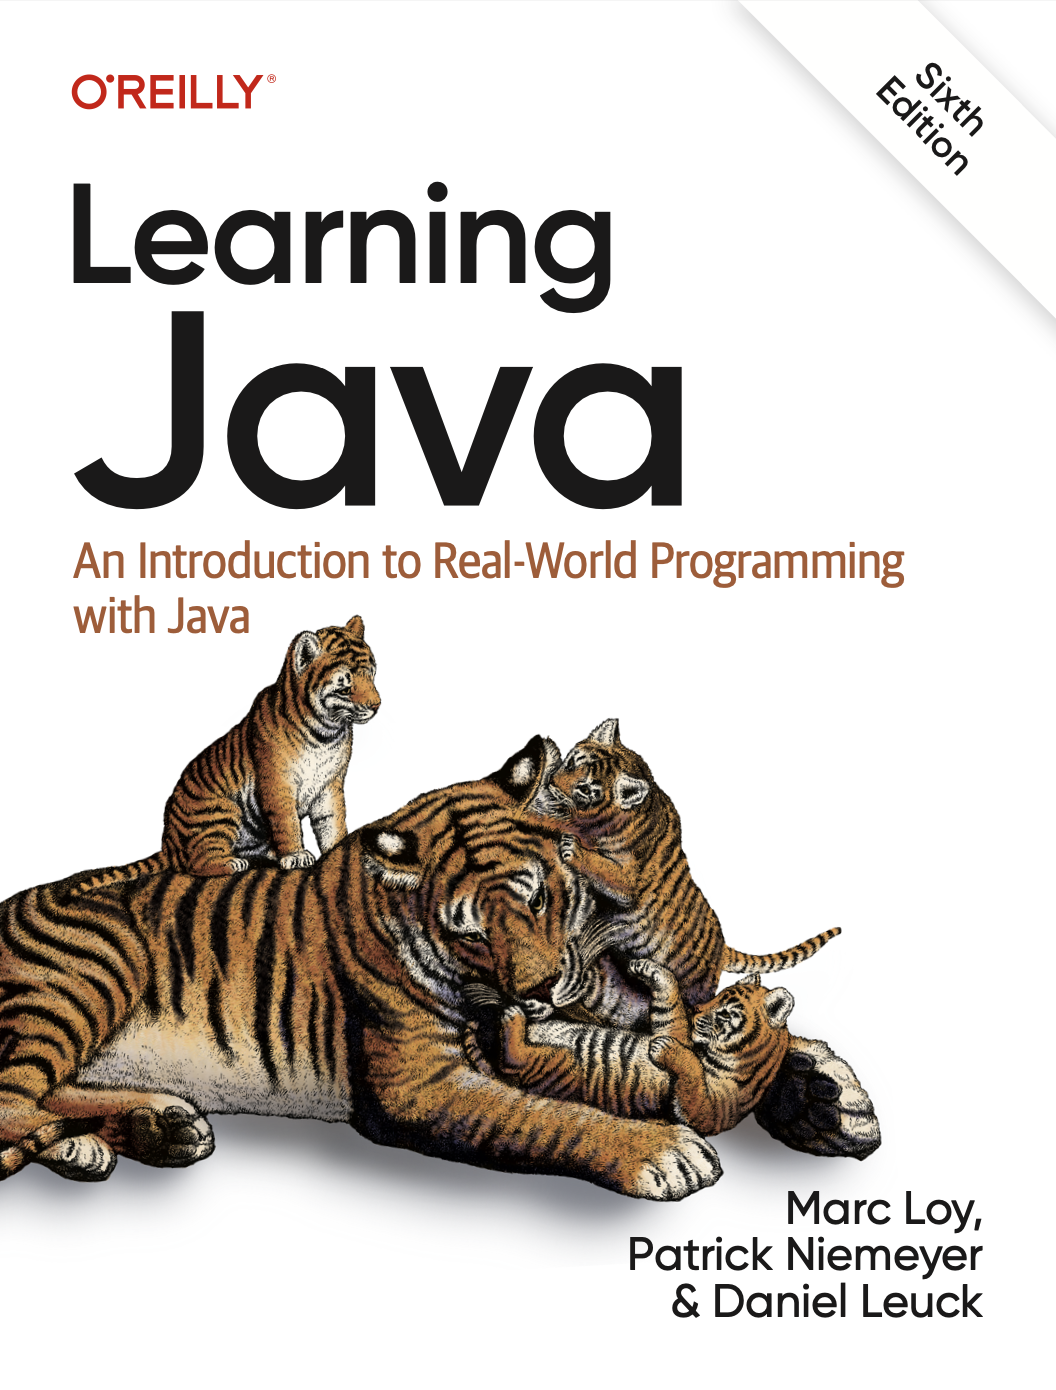 O'REILLY®
Sixth
Edition
Learning
Java
An Introduction to Real-World Programming
with Java
Marc Loy,
Patrick Niemeyer
& Daniel Leuck